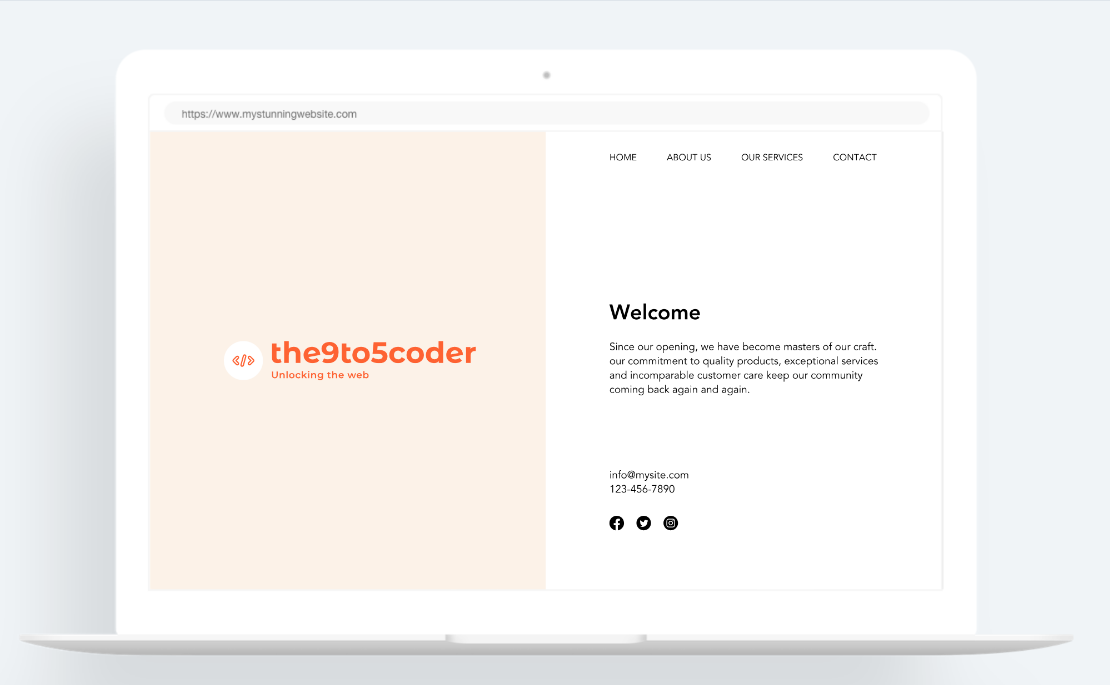 https://www.mystunningwebsite.com
HOME ABOUT US OUR SERVICES CONTACT
</> the9to5coder
Unlocking the web
Welcome
Since our opening, we have become masters of our craft.
our commitment to quality products, exceptional services
and incomparable customer care keep our community
coming back again and again.
info@mysite.com
123-456-7890